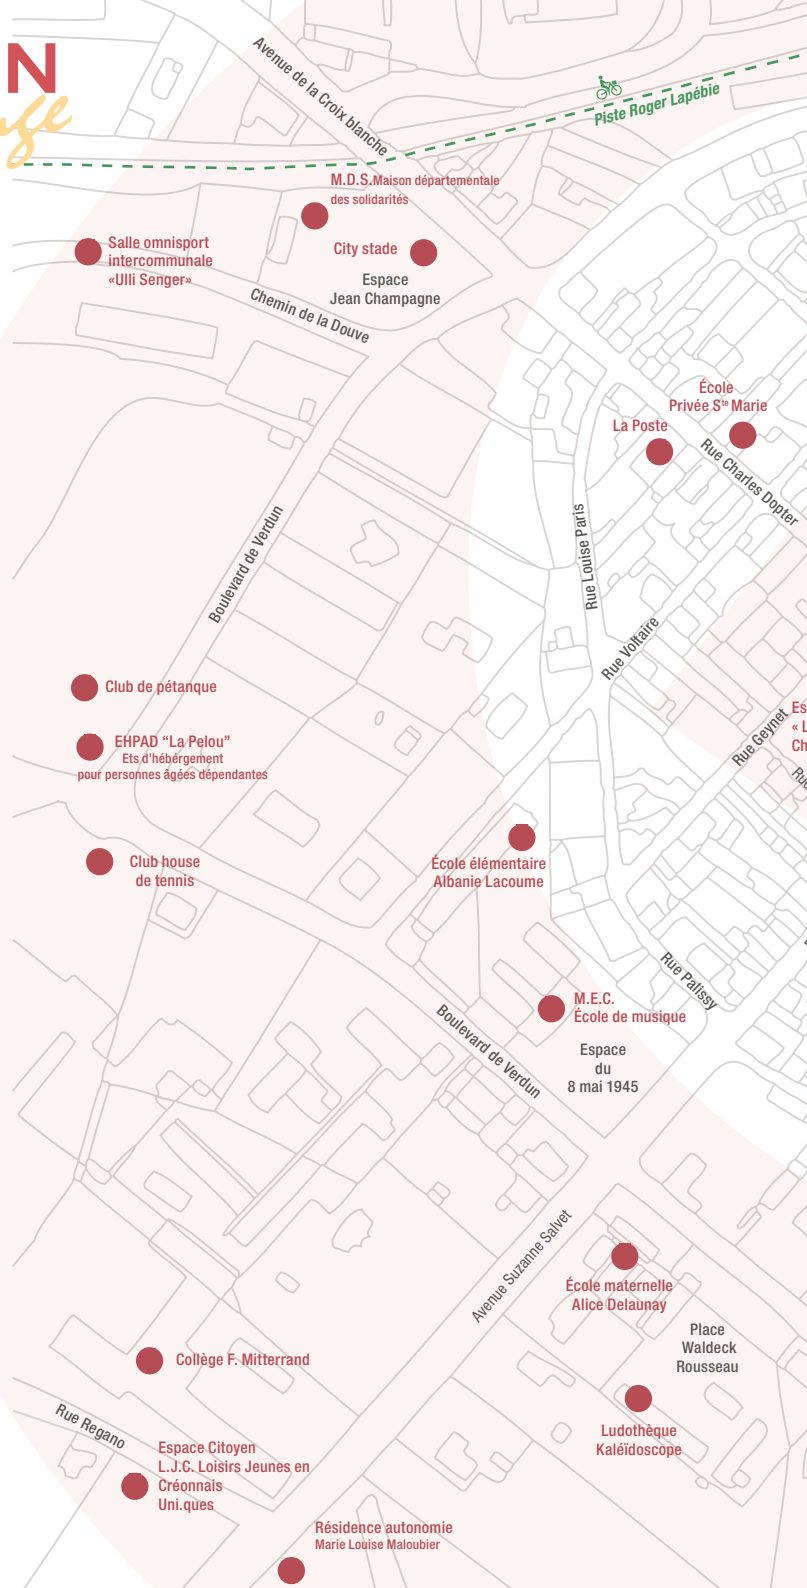 N
Avenue de la Croix blanche
Piste Roger Lapébie
M.D.S. Maison départementale
des solidarités
Salle omnisport
intercommunale
«Ulli Senger»
City stade
Espace
Jean Champagne
Chemin de la Douve
École
Privée Ste Marie
La Poste
Rue Charles Dopter
Boulevard de Verdun
Rue Louise Paris
Rue Voltaire
Club de pétanque
Rue Geynet
Es
« L
Ch
EHPAD “La Pelou”
Ets d'hébérgement
pour personnes âgées dépendantes
Club house
de tennis
École élémentaire
Albanie Lacoume
Rue Palissy
M.E.C.
École de musique
Boulevard de Verdun
Espace
du
8 mai 1945
Avenue Suzanne Salvet
École maternelle
Alice Delaunay
Place
Waldeck
Rousseau
Collège F. Mitterrand
Rue Regano
Ludothèque
Kaléïdoscope
Espace Citoyen
L.J.C. Loisirs Jeunes en
Créonnais
Uni.ques
Résidence autonomie
Marie Louise Maloubier